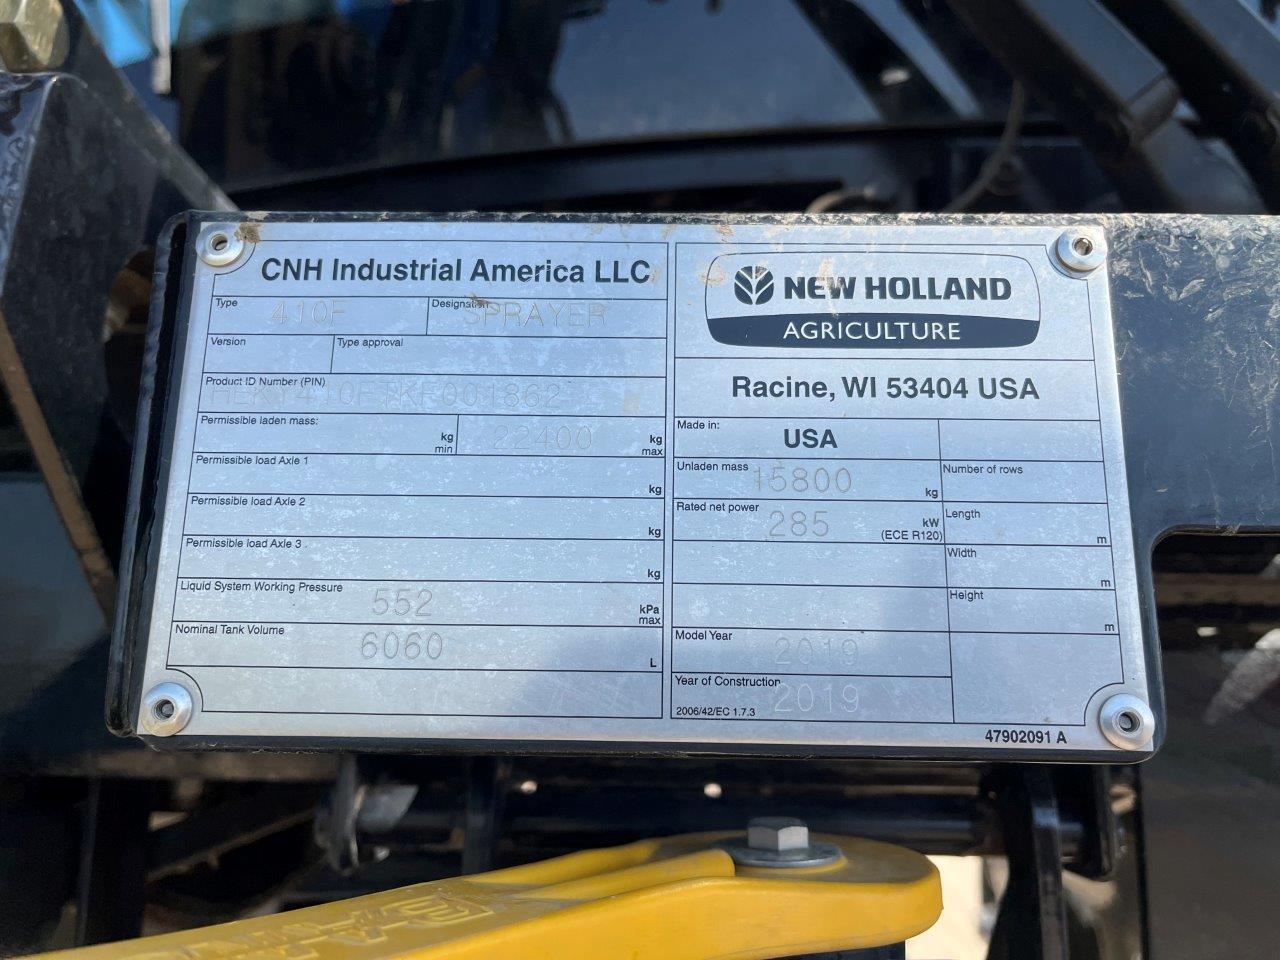 CNH Industrial America LLC
Type 410F Designation SPRAYER
Version Type approval
Product ID Number (PIN)
Permissible laden mass: kg min 22400 kg max
Permissible load Axle 1 kg
Permissible load Axle 2 kg
Permissible load Axle 3 kg
Liquid System Working Pressure 552 kPa max
Nominal Tank Volume 6060 L
NEW HOLLAND
AGRICULTURE
Racine, WI 53404 USA
Made in: USA
Unladen mass 15800 kg Number of rows
Rated net power 285 kW (ECE R120) Length m
Width m
Height m
Model Year 2019
Year of Construction 2019
2006/42/EC 1.7.3
47902091 A